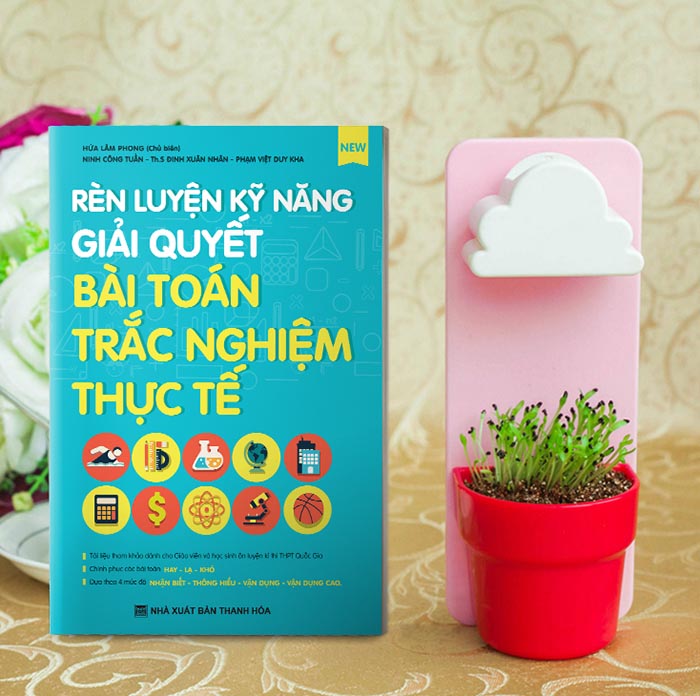 HỨA LÂM PHONG (Chủ biên)
NINH CÔNG TUẤN - Th.S ĐINH XUÂN NHÂN - PHẠM VIỆT DUY KHA
NEW
RÈN LUYỆN KỸ NĂNG
GIẢI QUYẾT
BÀI TOÁN
TRẮC NGHIỆM
THỰC TẾ
Tài liệu tham khảo dành cho Giáo viên và học sinh ôn luyện kì thi THPT Quốc Gia
Chinh phục các bài toán HAY - LẠ - KHÓ
Dựa theo 4 mức độ NHẬN BIẾT - THÔNG HIỂU - VẬN DỤNG - VẬN DỤNG CAO.
NHÀ XUẤT BẢN THANH HÓA